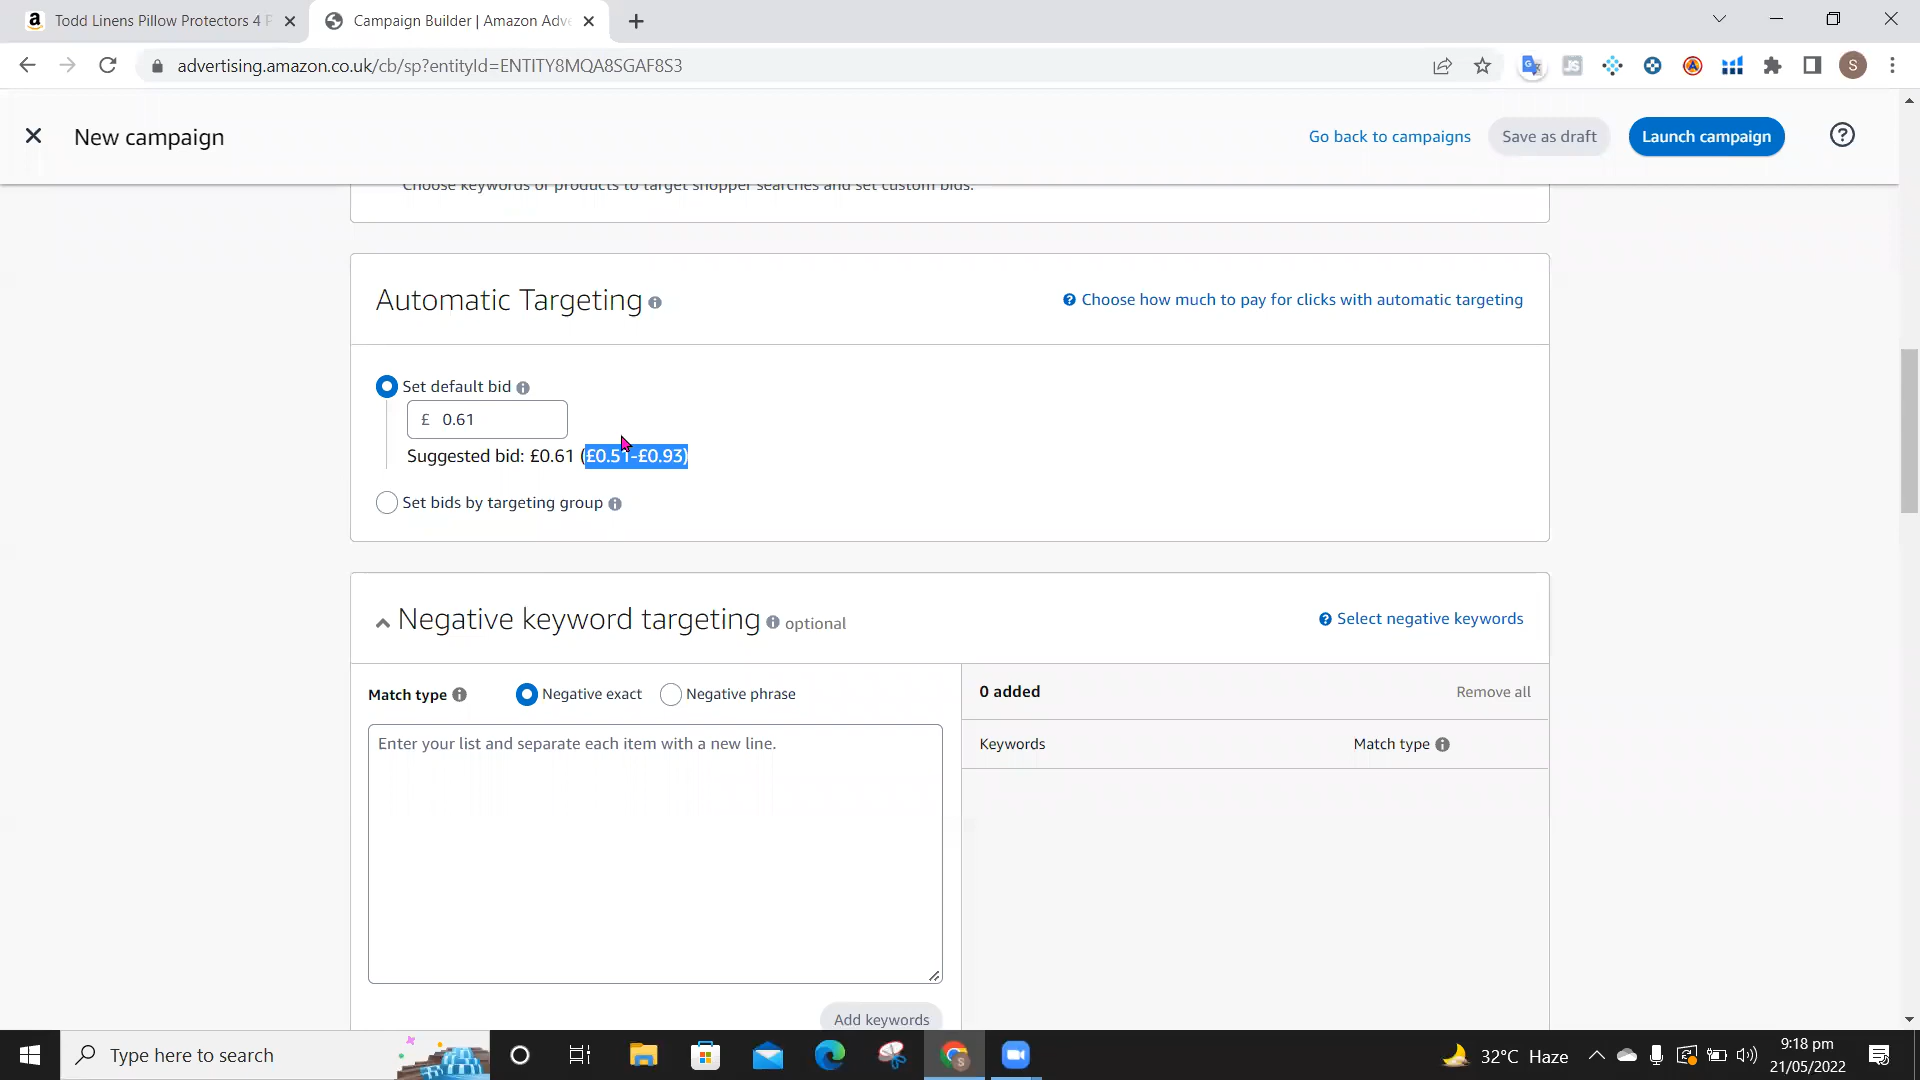 Todd Linens Pillow Protectors 4 P
Campaign Builder | Amazon Adve
advertising.amazon.co.uk/cb/sp?entityId=ENTITY8MQA8SGAF8S3
S
New campaign
Go back to campaigns
Save as draft
Launch campaign
Choose keywords or products to target shopper searches and set custom bids.
Automatic Targeting
Choose how much to pay for clicks with automatic targeting
Set default bid
£ 0.61
Suggested bid: £0.61 (£0.51-£0.93)
Set bids by targeting group
Negative keyword targeting optional
Select negative keywords
Match type
Negative exact
Negative phrase
0 added
Remove all
Enter your list and separate each item with a new line.
Keywords
Match type
Add keywords
Type here to search
32°C Haze
9:18 pm
21/05/2022